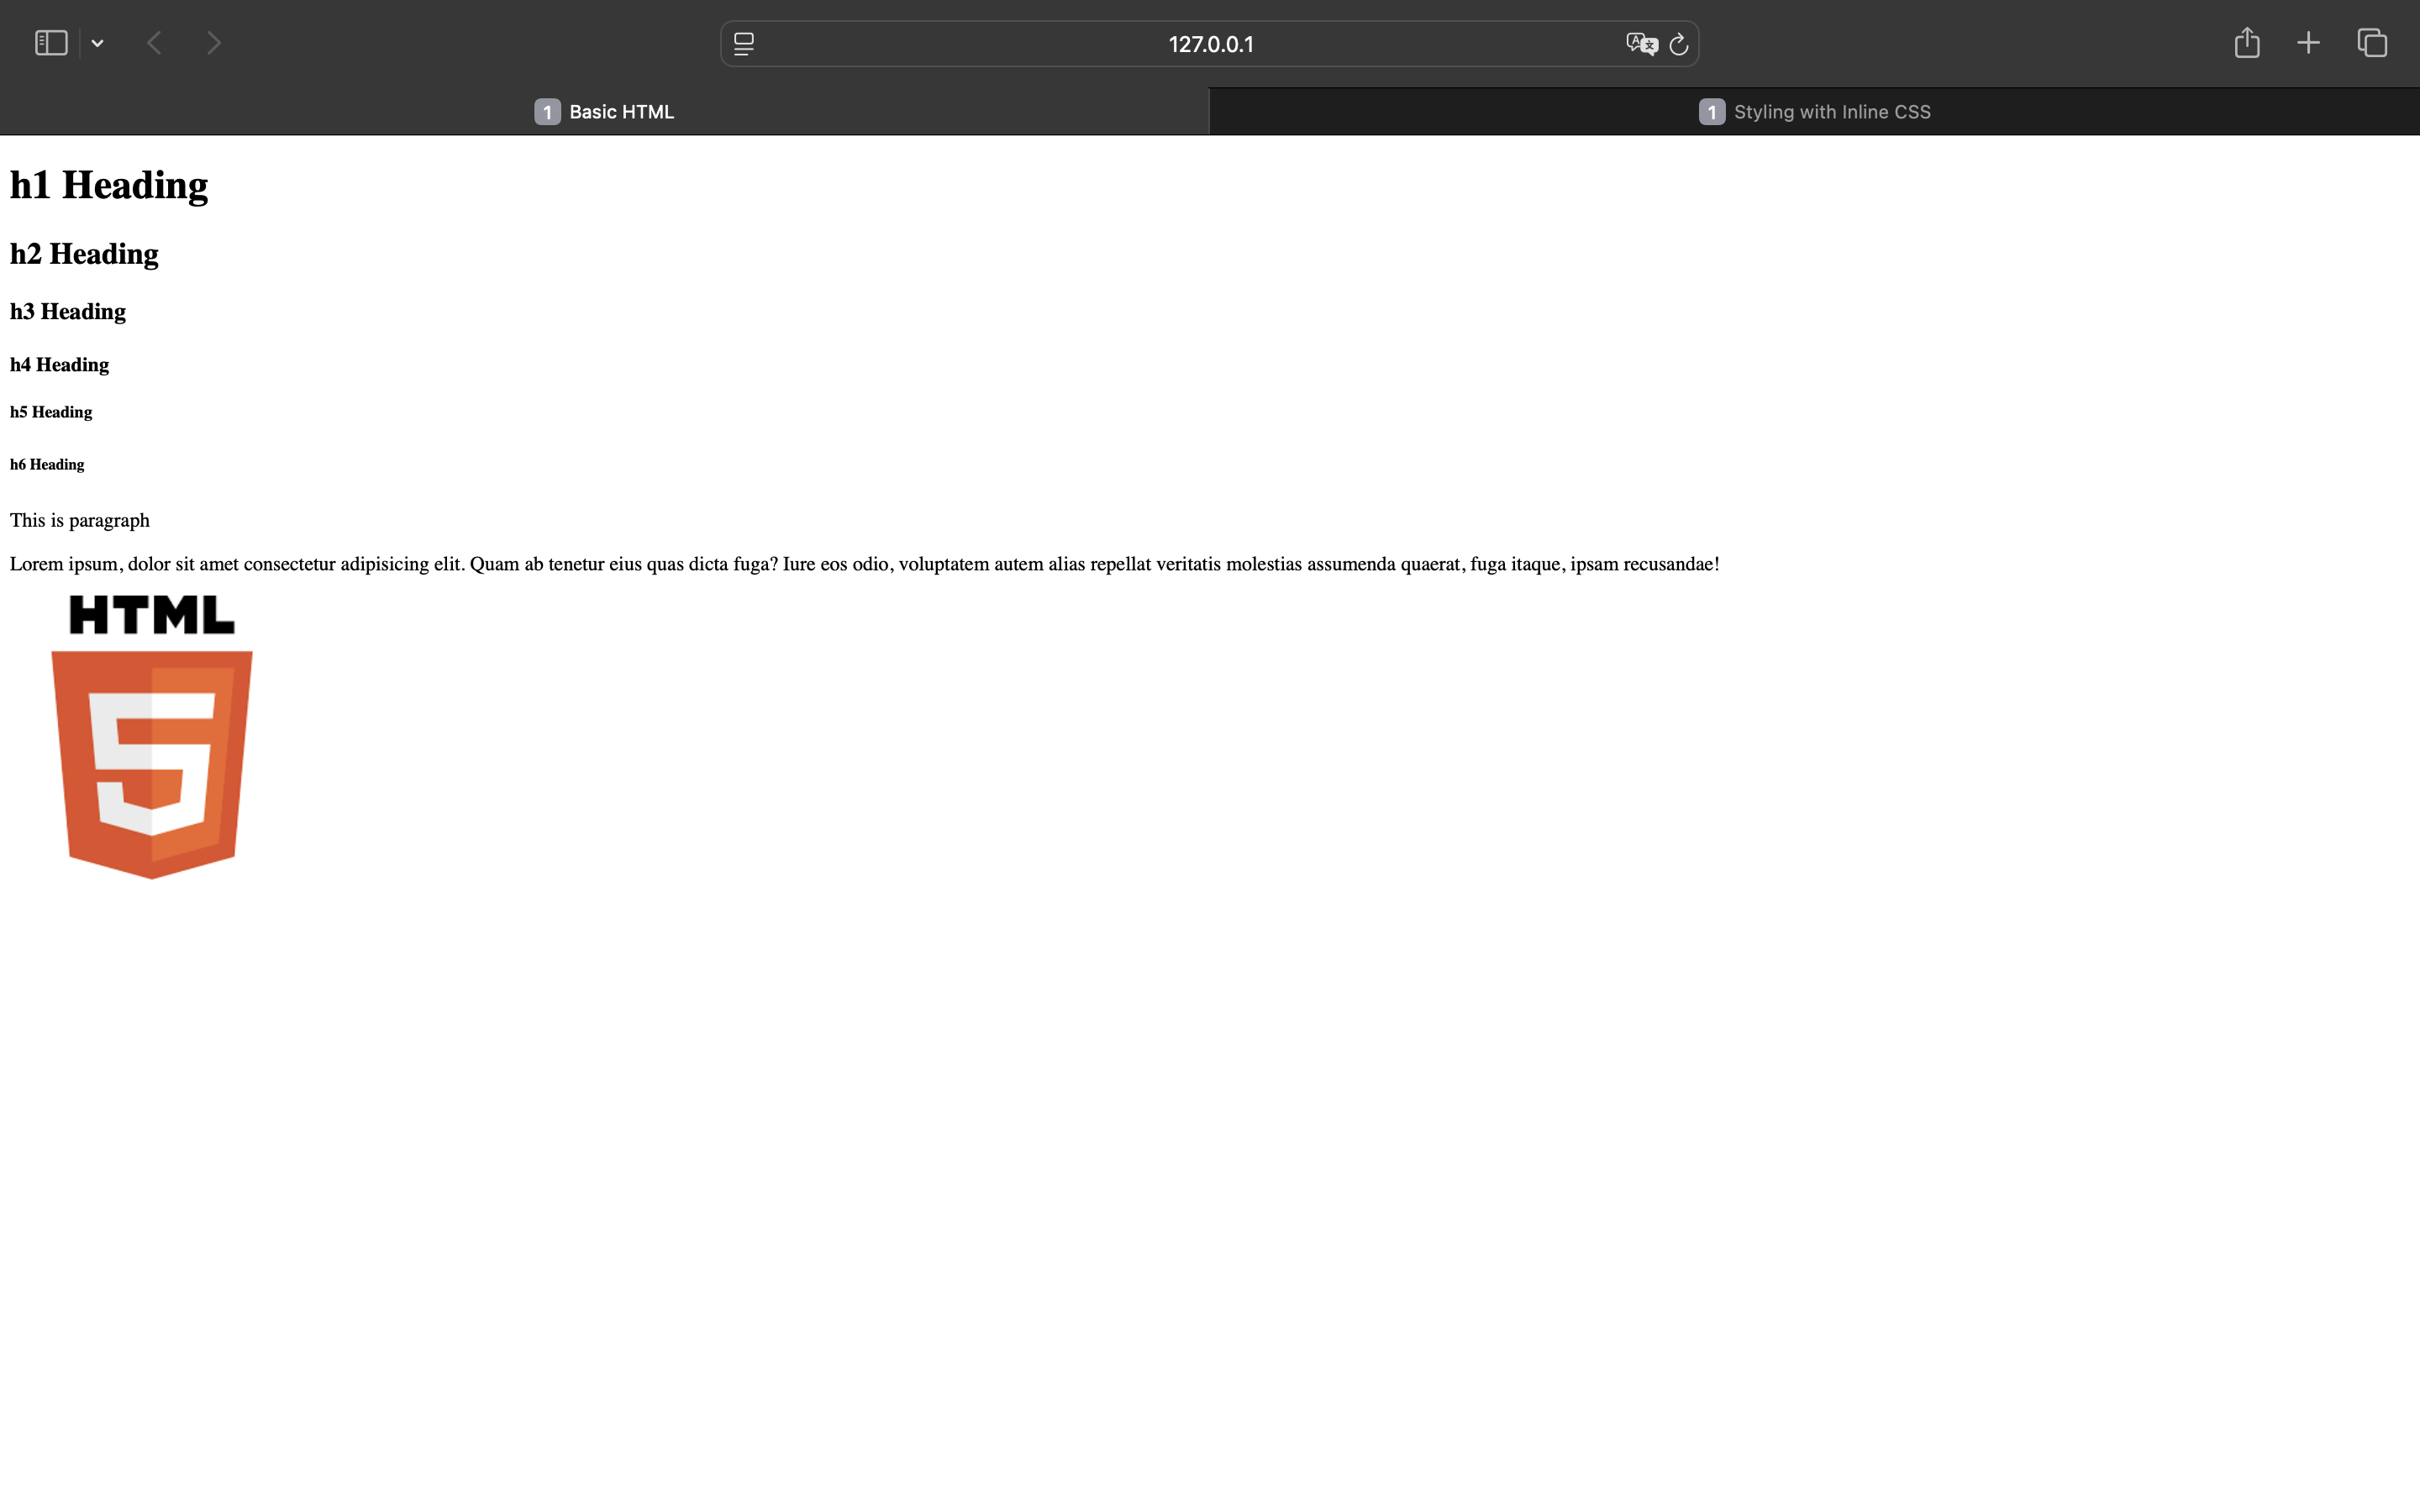 127.0.0.1
1 Basic HTML
1 Styling with Inline CSS
h1 Heading
h2 Heading
h3 Heading
h4 Heading
h5 Heading
h6 Heading
This is paragraph
Lorem ipsum, dolor sit amet consectetur adipisicing elit. Quam ab tenetur eius quas dicta fuga? Iure eos odio, voluptatem autem alias repellat veritatis molestias assumenda quaerat, fuga itaque, ipsam recusandae!
HTML
5